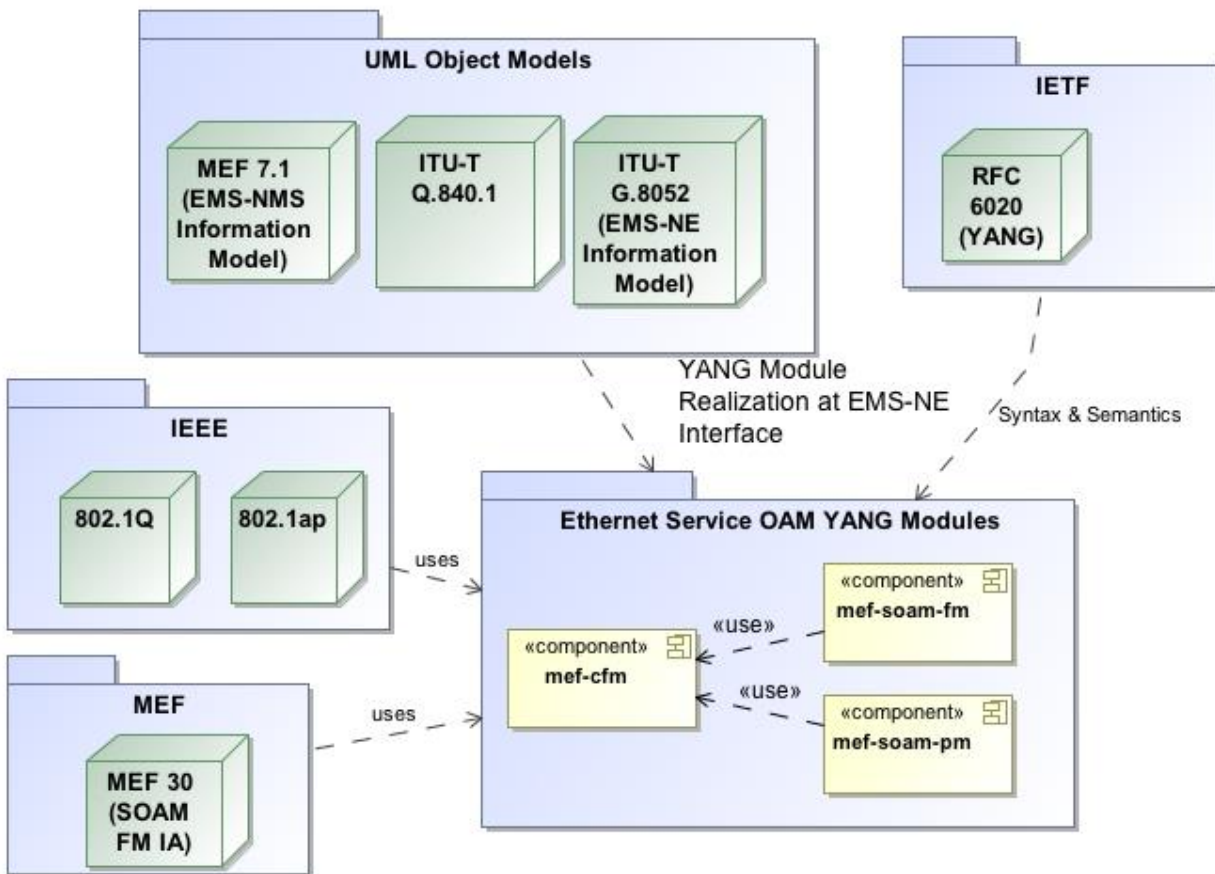 UML Object Models
MEF 7.1
(EMS-NMS
Information
Model)
ITU-T
Q.840.1
ITU-T
G.8052
(EMS-NE
Information
Model)
IETF
RFC
6020
(YANG)
YANG Module
Realization at EMS-NE
Interface
Syntax & Semantics
IEEE
802.1Q
802.1ap
uses
MEF
MEF 30
(SOAM
FM IA)
uses
Ethernet Service OAM YANG Modules
«component»
mef-cfm
«use»
«use»
«component»
mef-soam-fm
«component»
mef-soam-pm